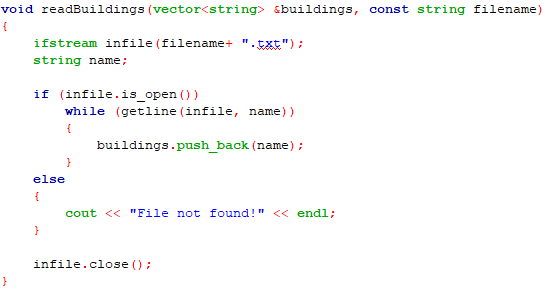 void readBuildings(vector<string> &buildings, const string filename)
{
    ifstream infile(filename+ ".txt");
    string name;

    if (infile.is_open())
        while (getline(infile, name))
        {
            buildings.push_back(name);
        }
    else
    {
        cout << "File not found!" << endl;
    }

    infile.close();
}